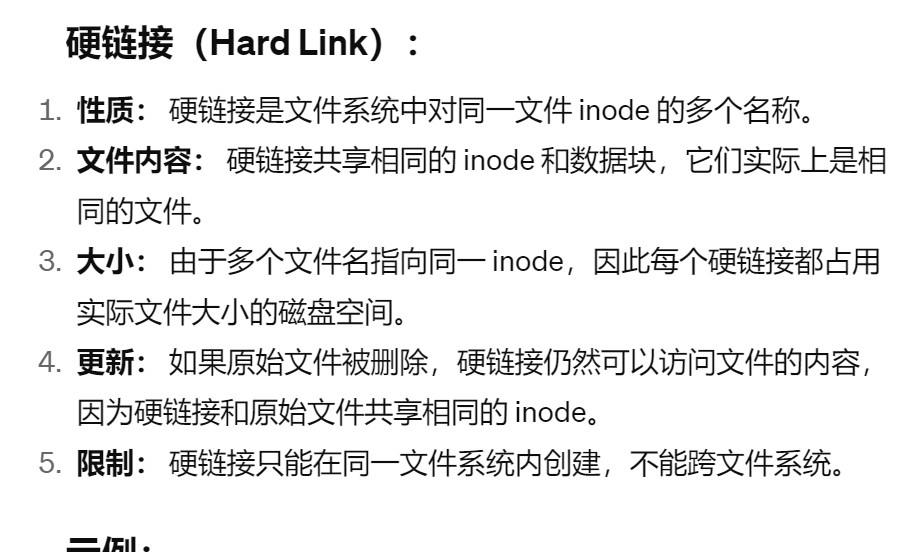 硬链接（Hard Link）：
1. 性质： 硬链接是文件系统中对同一文件 inode 的多个名称。
2. 文件内容： 硬链接共享相同的 inode 和数据块，它们实际上是相
同的文件。
3. 大小： 由于多个文件名指向同一 inode，因此每个硬链接都占用
实际文件大小的磁盘空间。
4. 更新： 如果原始文件被删除，硬链接仍然可以访问文件的内容，
因为硬链接和原始文件共享相同的 inode。
5. 限制： 硬链接只能在同一文件系统内创建，不能跨文件系统。
示例：